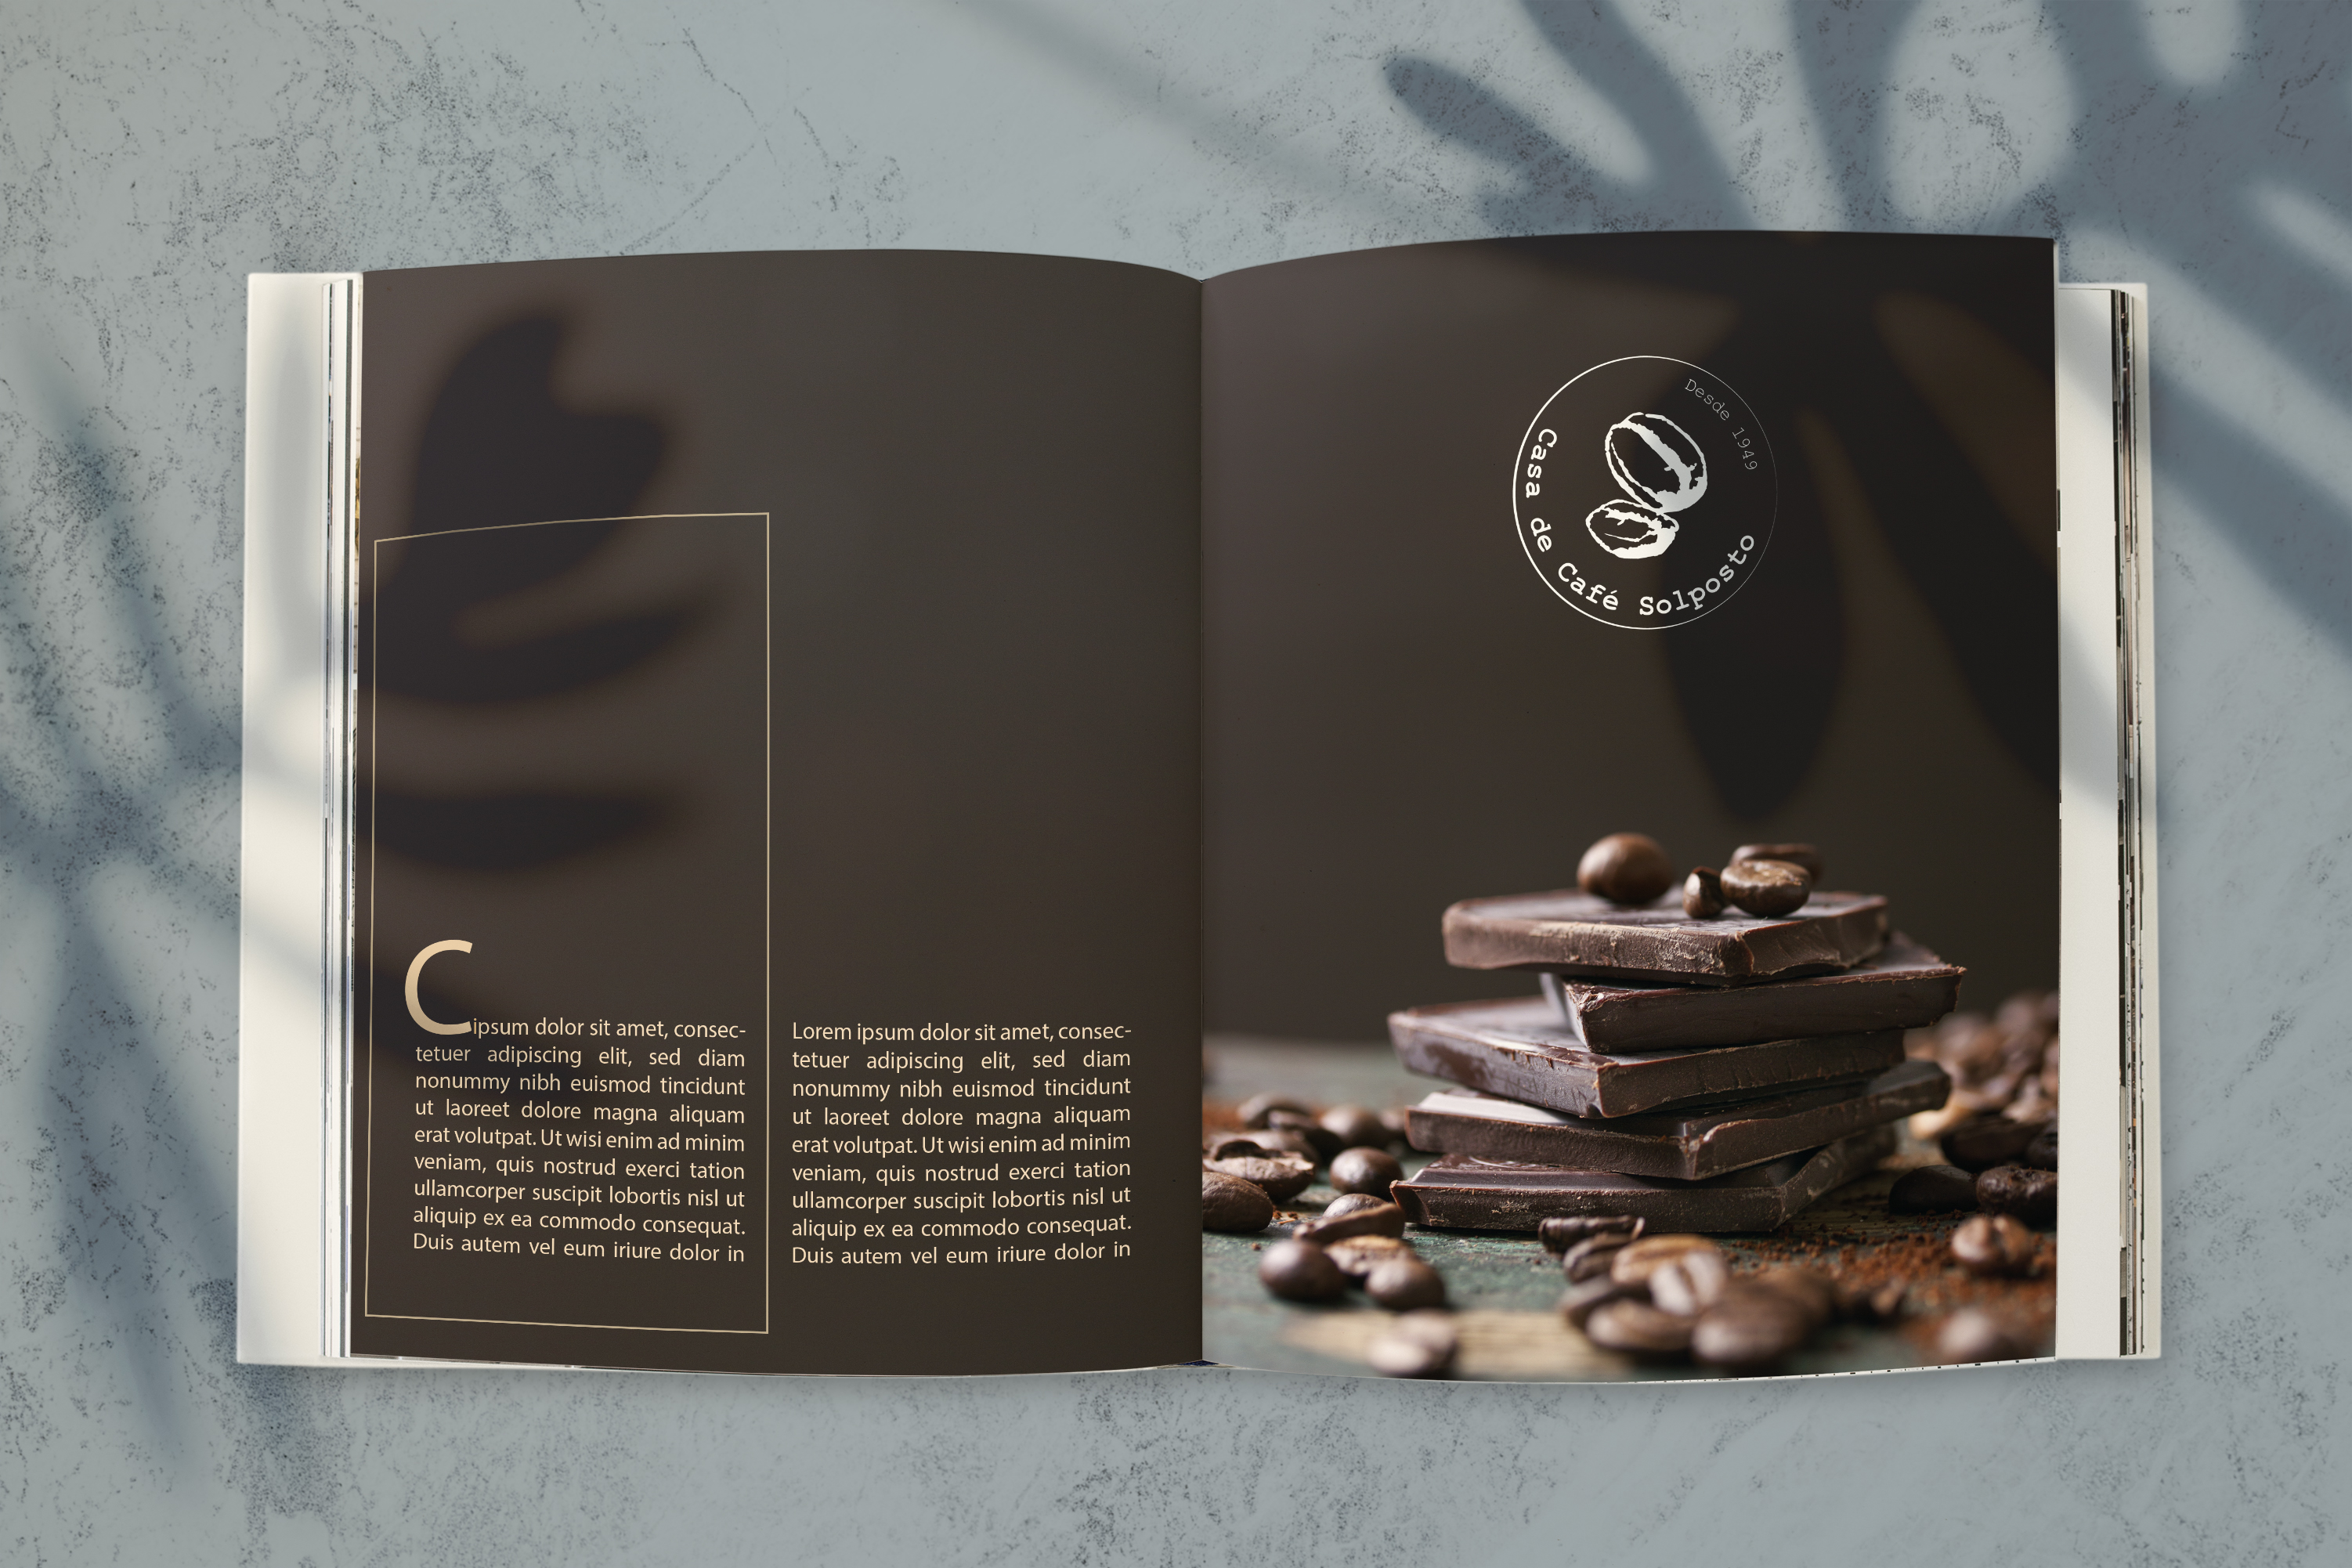 C ipsum dolor sit amet, consec-
tetuer adipiscing elit, sed diam
nonummy nibh euismod tincidunt
ut laoreet dolore magna aliquam
erat volutpat. Ut wisi enim ad minim
veniam, quis nostrud exerci tation
ullamcorper suscipit lobortis nisl ut
aliquip ex ea commodo consequat.
Duis autem vel eum iriure dolor in
Lorem ipsum dolor sit amet, consec-
tetuer adipiscing elit, sed diam
nonummy nibh euismod tincidunt
ut laoreet dolore magna aliquam
erat volutpat. Ut wisi enim ad minim
veniam, quis nostrud exerci tation
ullamcorper suscipit lobortis nisl ut
aliquip ex ea commodo consequat.
Duis autem vel eum iriure dolor in
Desde 1949
Casa de Café Solposto